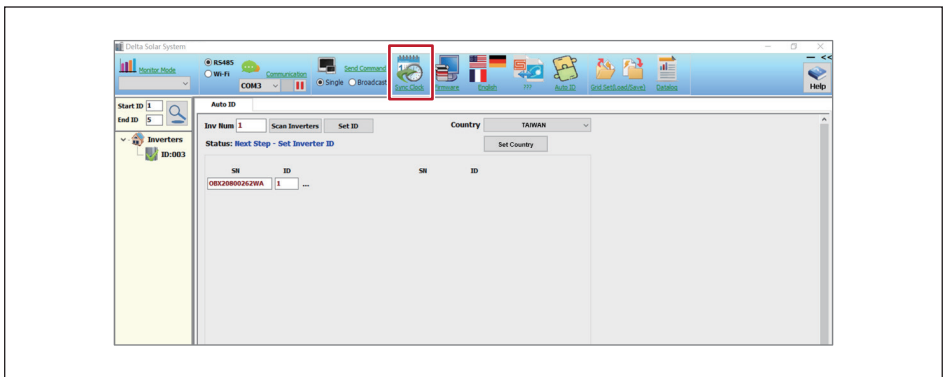 Delta Solar System
Monitor Mode
RS485
Wi-Fi
COM3
Communication
Send Command
Single Broadcast
Sync Clock
Firmware
English
Auto ID
Grid Set(Load/Save)
Datalog
<<
Help
Start ID 1
End ID 5
Inverters
ID:003
Auto ID
Inv Num 1 Scan Inverters Set ID Country TAIWAN
Status: Next Step - Set Inverter ID Set Country
SN ID SN ID
OBX20800262WA 1 ...